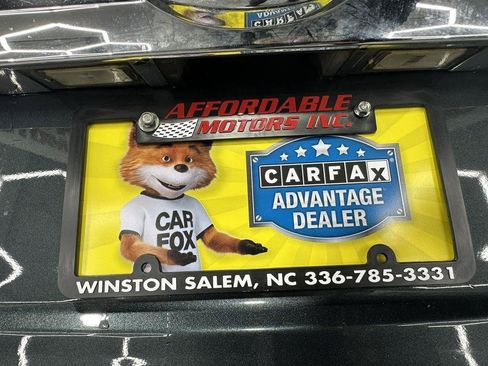 AFFORDABLE
MOTORS INC.
CAR
FOX
CARFAX
ADVANTAGE
DEALER
WINSTON SALEM, NC 336-785-3331